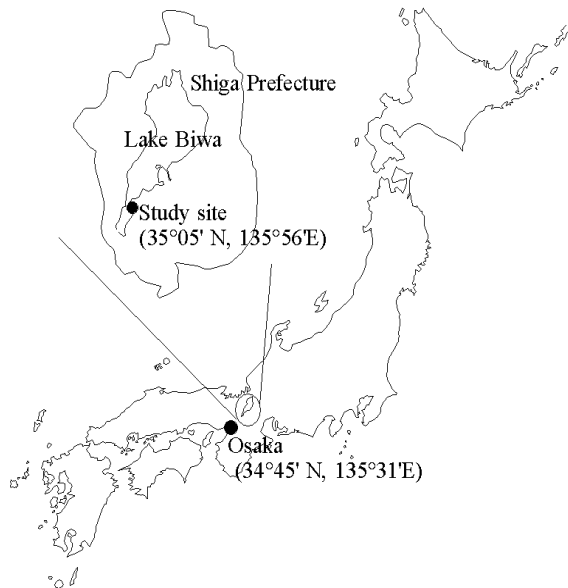 Shiga Prefecture
Lake Biwa
Study site
(35°05' N, 135°56'E)
Osaka
(34°45' N, 135°31'E)